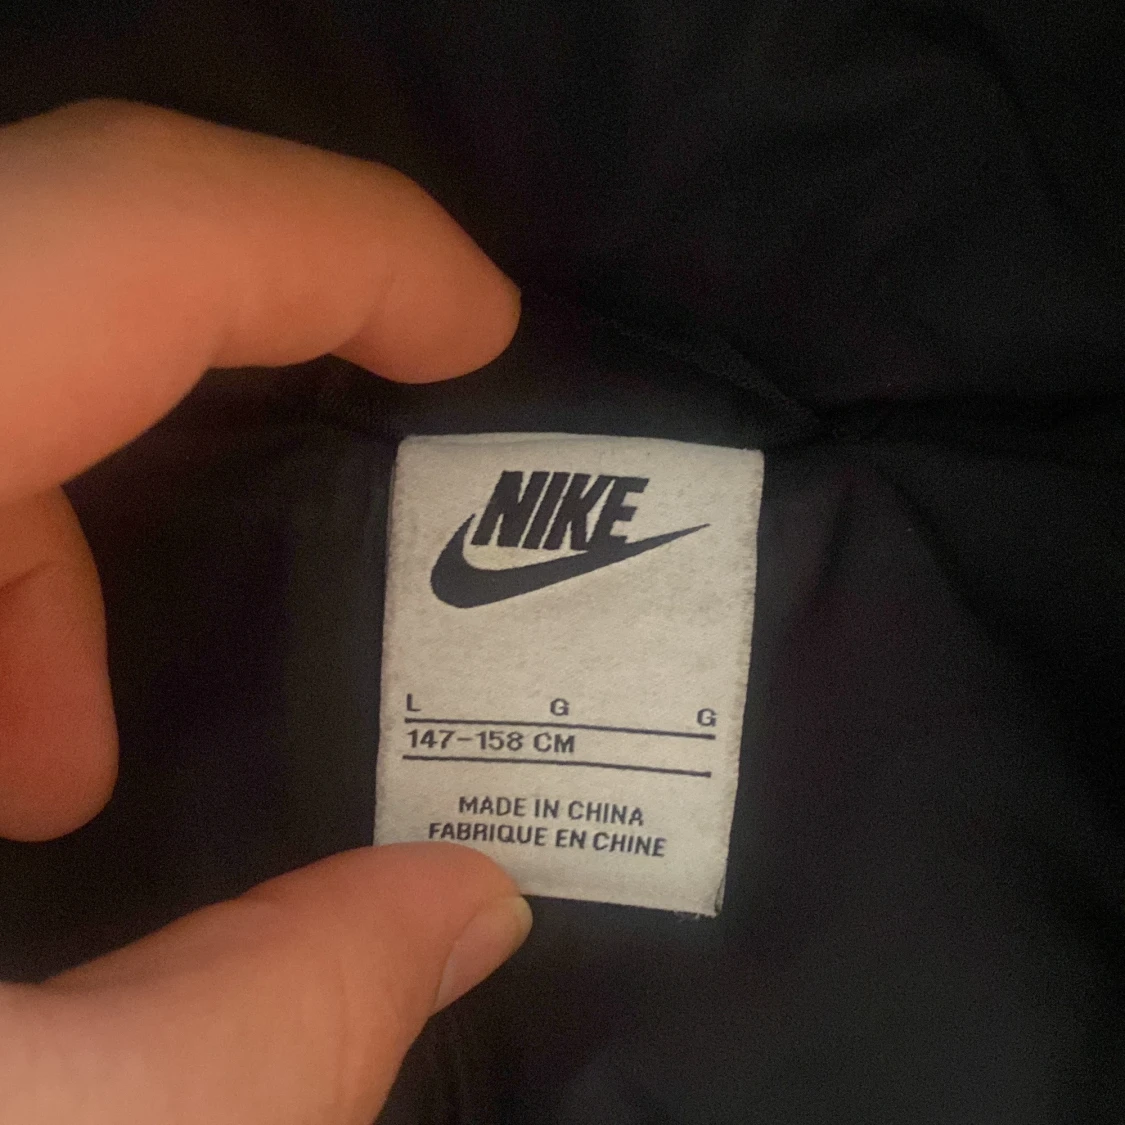 NIKE
L G G
147-158 CM
MADE IN CHINA
FABRIQUE EN CHINE